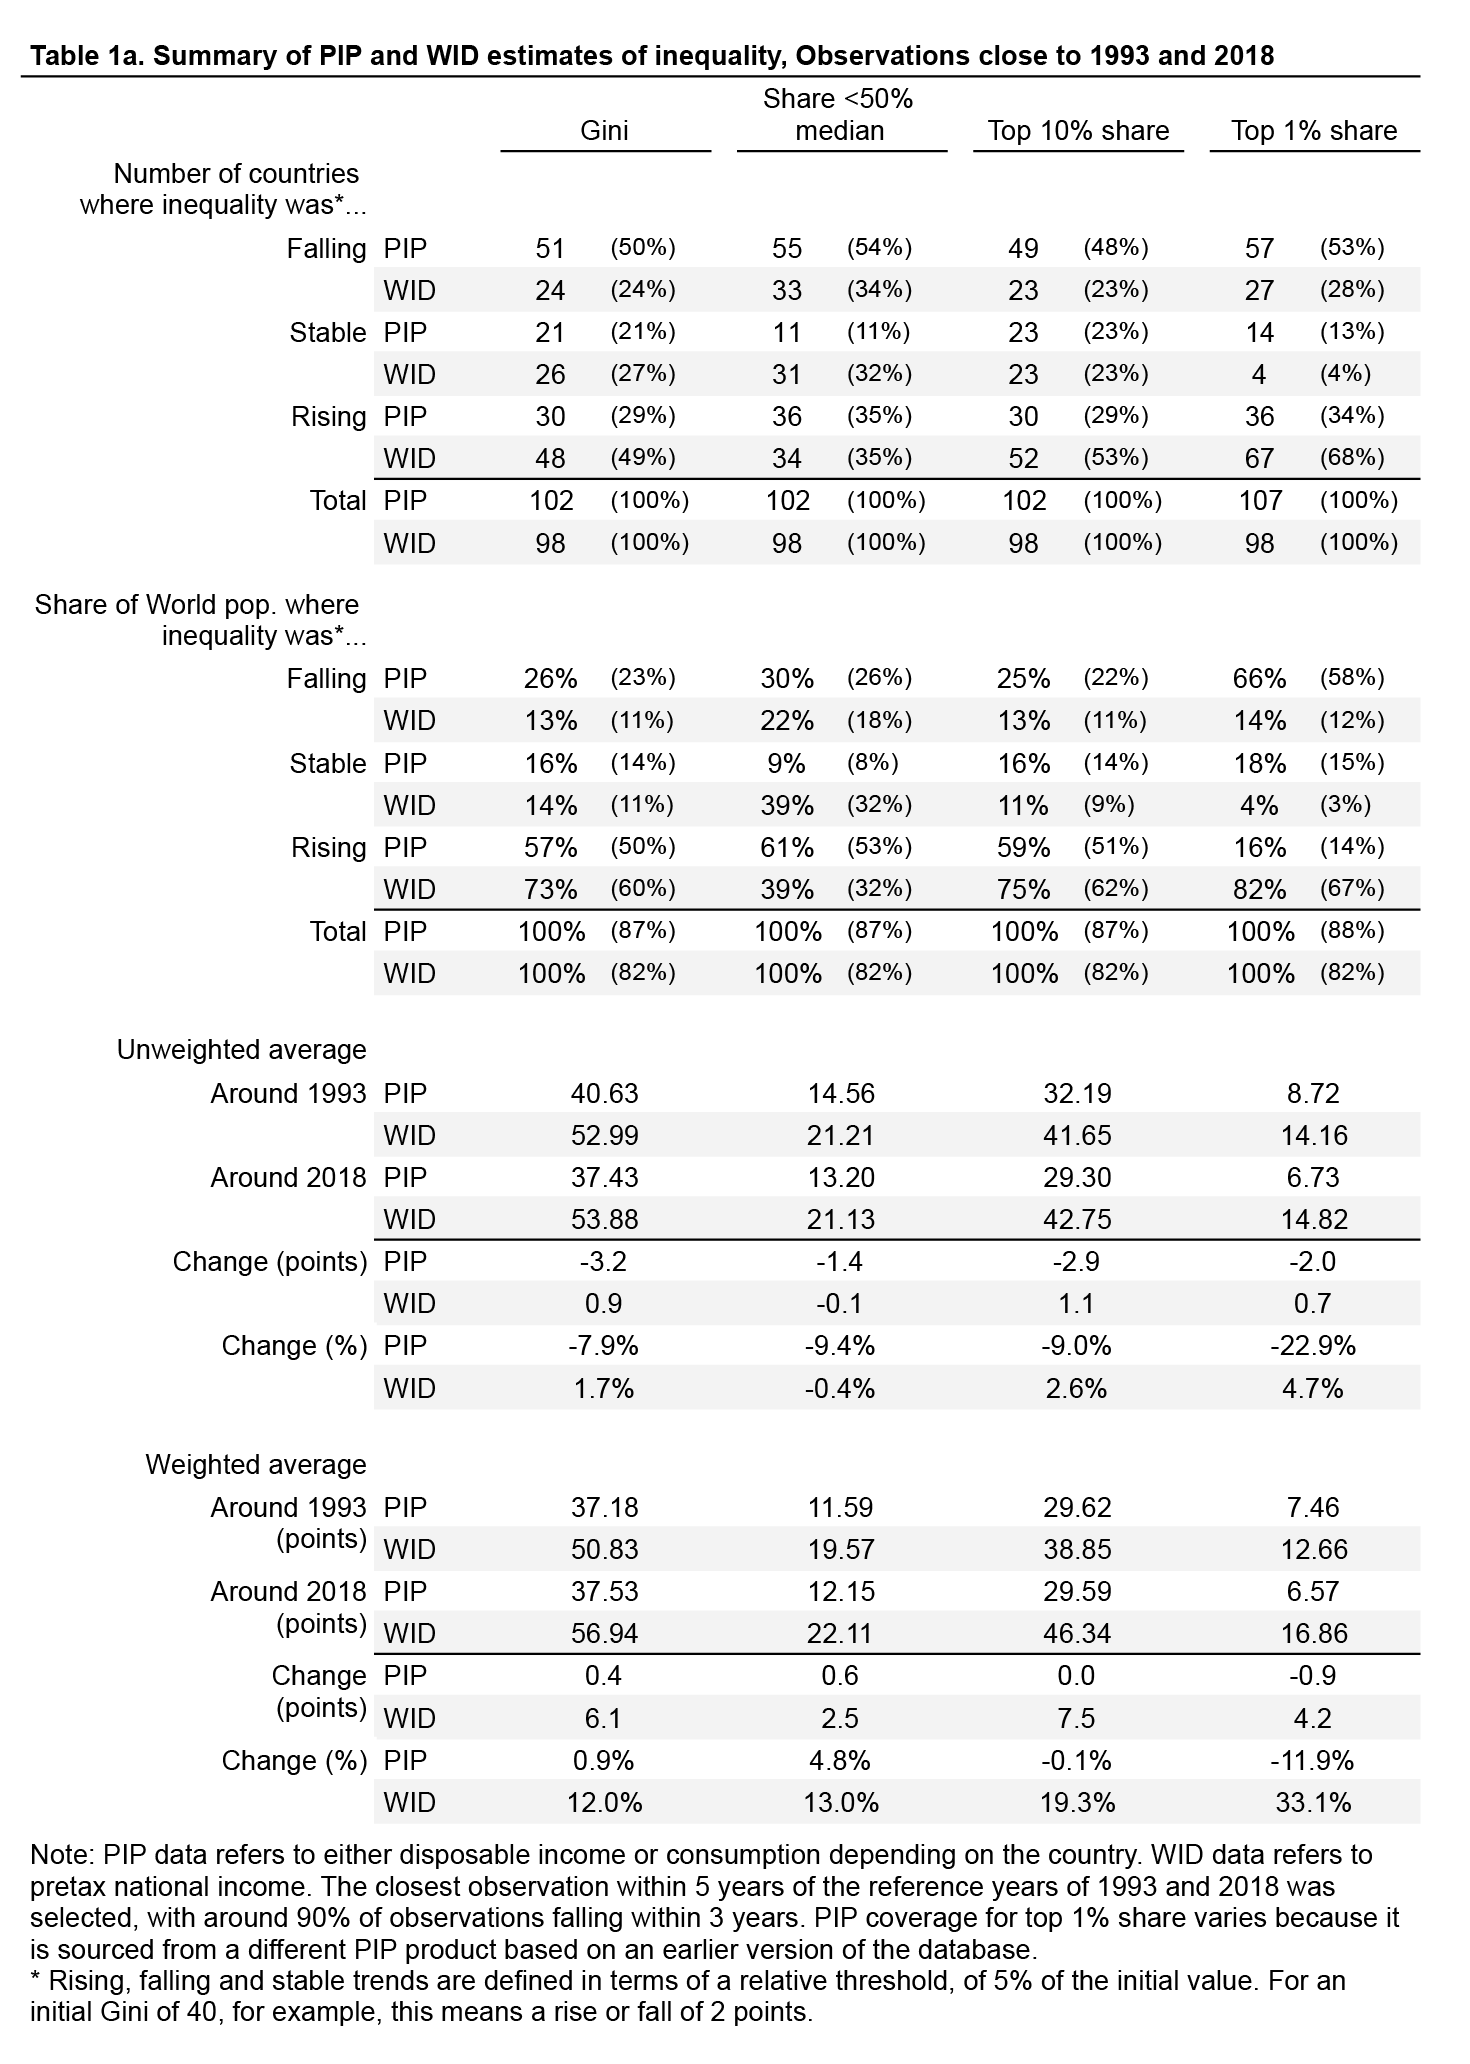 Table 1a. Summary of PIP and WID estimates of inequality, Observations close to 1993 and 2018
Share <50%
Gini median Top 10% share Top 1% share
Number of countries
where inequality was*...
Falling PIP 51 (50%) 55 (54%) 49 (48%) 57 (53%)
WID 24 (24%) 33 (34%) 23 (23%) 27 (28%)
Stable PIP 21 (21%) 11 (11%) 23 (23%) 14 (13%)
WID 26 (27%) 31 (32%) 23 (23%) 4 (4%)
Rising PIP 30 (29%) 36 (35%) 30 (29%) 36 (34%)
WID 48 (49%) 34 (35%) 52 (53%) 67 (68%)
Total PIP 102 (100%) 102 (100%) 102 (100%) 107 (100%)
WID 98 (100%) 98 (100%) 98 (100%) 98 (100%)
Share of World pop. where
inequality was*...
Falling PIP 26% (23%) 30% (26%) 25% (22%) 66% (58%)
WID 13% (11%) 22% (18%) 13% (11%) 14% (12%)
Stable PIP 16% (14%) 9% (8%) 16% (14%) 18% (15%)
WID 14% (11%) 39% (32%) 11% (9%) 4% (3%)
Rising PIP 57% (50%) 61% (53%) 59% (51%) 16% (14%)
WID 73% (60%) 39% (32%) 75% (62%) 82% (67%)
Total PIP 100% (87%) 100% (87%) 100% (87%) 100% (88%)
WID 100% (82%) 100% (82%) 100% (82%) 100% (82%)
Unweighted average
Around 1993 PIP 40.63 14.56 32.19 8.72
WID 52.99 21.21 41.65 14.16
Around 2018 PIP 37.43 13.20 29.30 6.73
WID 53.88 21.13 42.75 14.82
Change (points) PIP -3.2 -1.4 -2.9 -2.0
WID 0.9 -0.1 1.1 0.7
Change (%) PIP -7.9% -9.4% -9.0% -22.9%
WID 1.7% -0.4% 2.6% 4.7%
Weighted average
Around 1993 PIP 37.18 11.59 29.62 7.46
(points) WID 50.83 19.57 38.85 12.66
Around 2018 PIP 37.53 12.15 29.59 6.57
(points) WID 56.94 22.11 46.34 16.86
Change PIP 0.4 0.6 0.0 -0.9
(points) WID 6.1 2.5 7.5 4.2
Change (%) PIP 0.9% 4.8% -0.1% -11.9%
WID 12.0% 13.0% 19.3% 33.1%
Note: PIP data refers to either disposable income or consumption depending on the country. WID data refers to
pretax national income. The closest observation within 5 years of the reference years of 1993 and 2018 was
selected, with around 90% of observations falling within 3 years. PIP coverage for top 1% share varies because it
is sourced from a different PIP product based on an earlier version of the database.
* Rising, falling and stable trends are defined in terms of a relative threshold, of 5% of the initial value. For an
initial Gini of 40, for example, this means a rise or fall of 2 points.